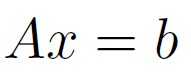 Ax = b